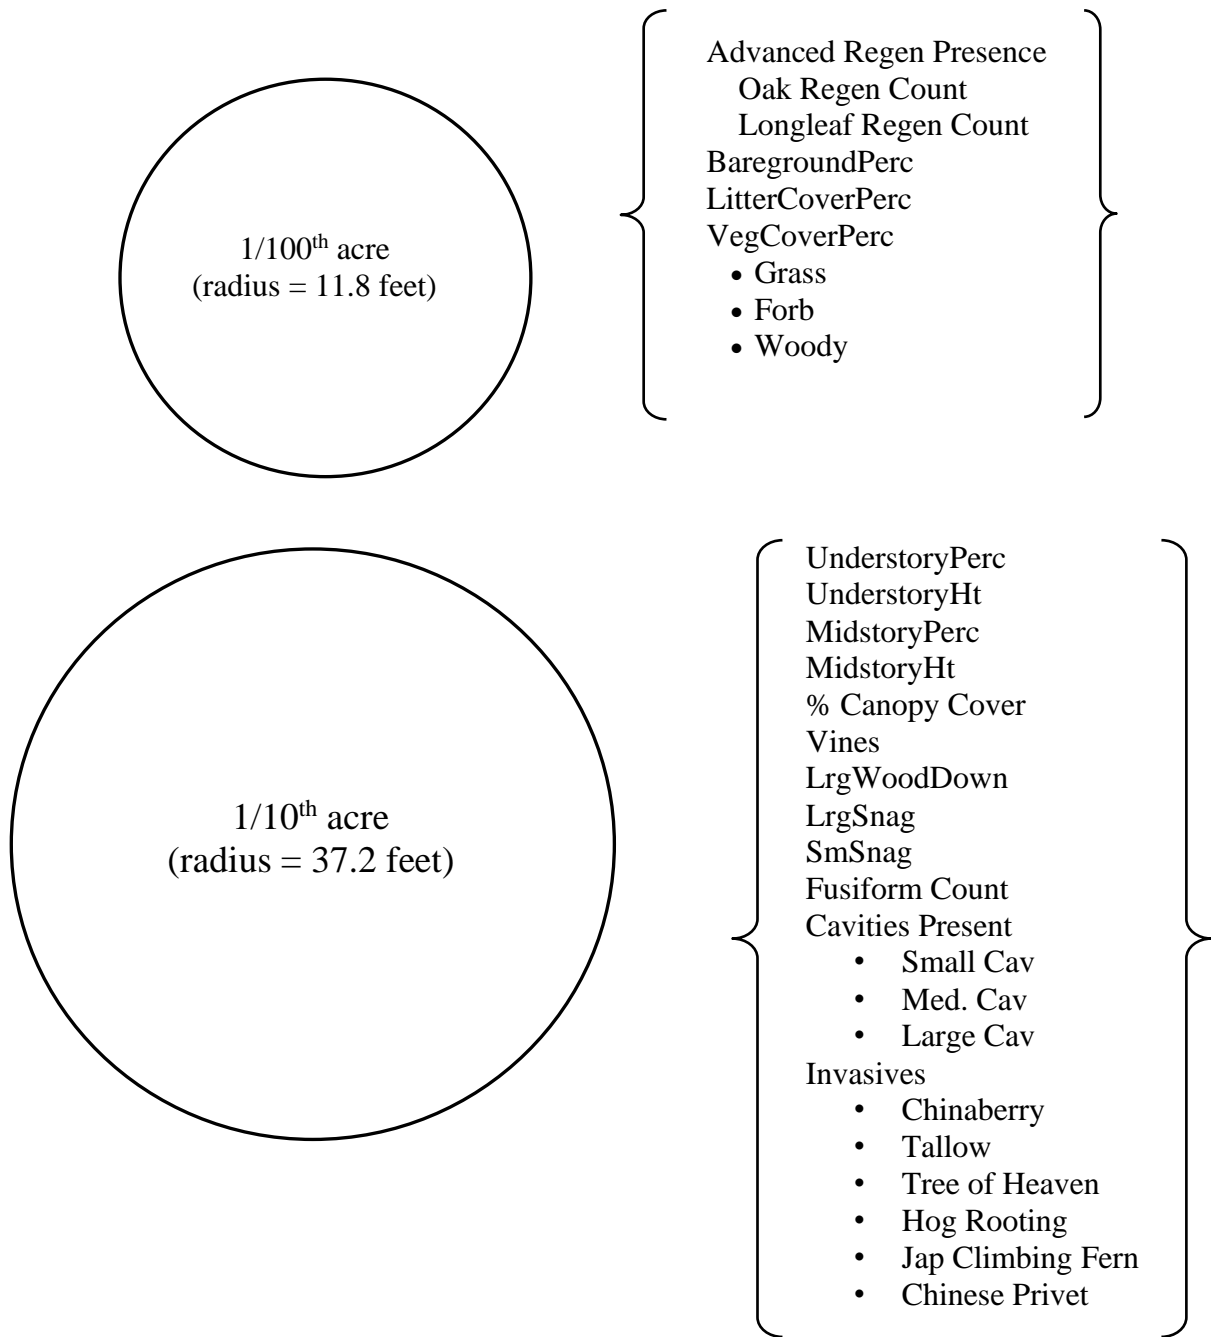 1/100th acre
(radius = 11.8 feet)
Advanced Regen Presence
Oak Regen Count
Longleaf Regen Count
BaregroundPerc
LitterCoverPerc
VegCoverPerc
• Grass
• Forb
• Woody
1/10th acre
(radius = 37.2 feet)
UnderstoryPerc
UnderstoryHt
MidstoryPerc
MidstoryHt
% Canopy Cover
Vines
LrgWoodDown
LrgSnag
SmSnag
Fusiform Count
Cavities Present
• Small Cav
• Med. Cav
• Large Cav
Invasives
• Chinaberry
• Tallow
• Tree of Heaven
• Hog Rooting
• Jap Climbing Fern
• Chinese Privet